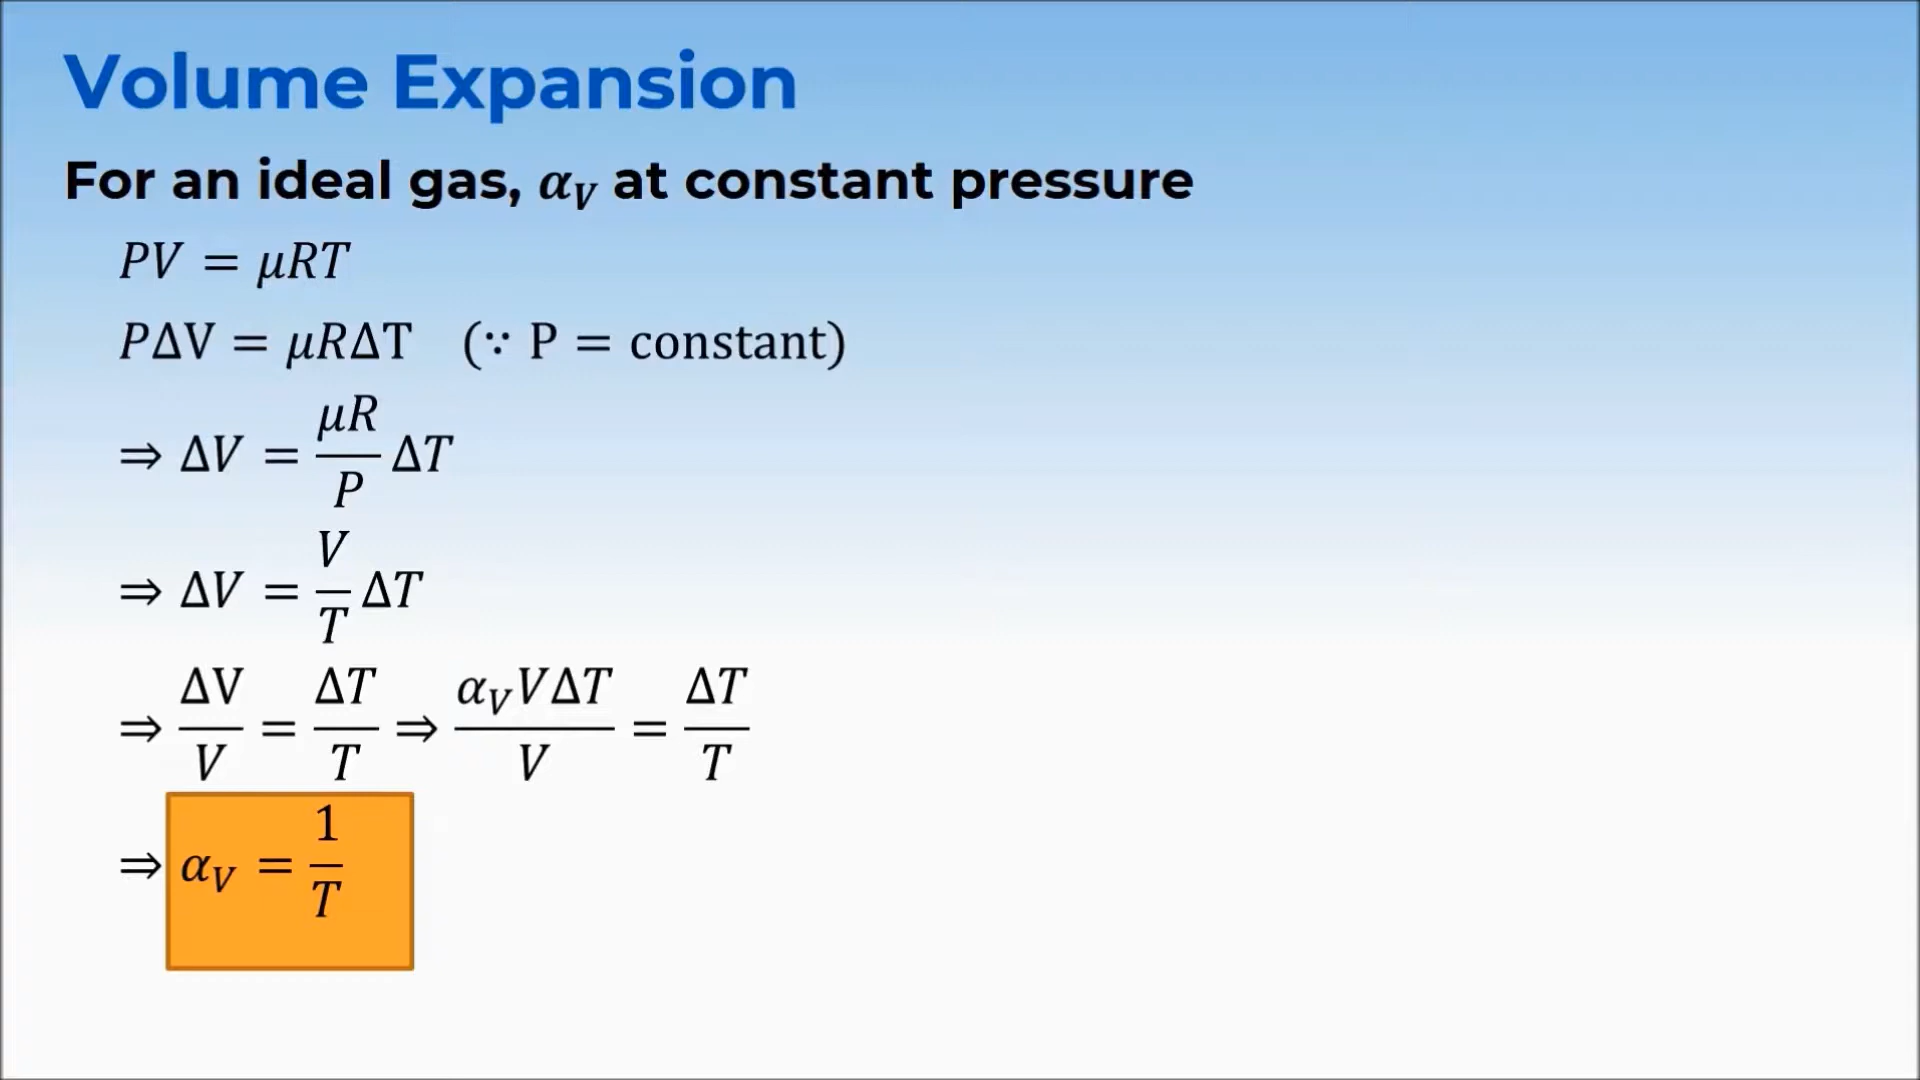 Volume Expansion
For an ideal gas, α_V at constant pressure
PV = μRT
PΔV = μRΔT (∵ P = constant)
⇒ ΔV = μR/P ΔT
⇒ ΔV = V/T ΔT
⇒ ΔV/V = ΔT/T ⇒ α_V VΔT/V = ΔT/T
⇒ α_V = 1/T